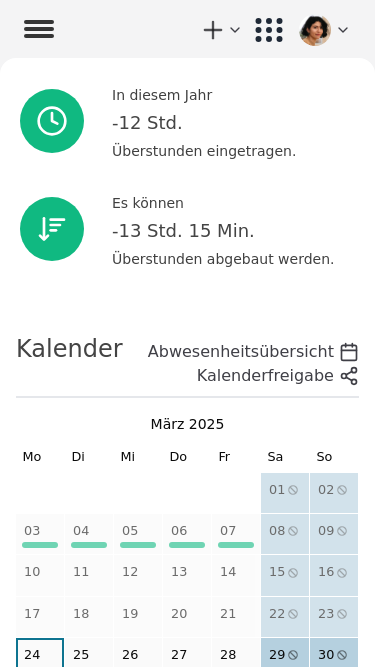 In diesem Jahr
-12 Std.
Überstunden eingetragen.
Es können
-13 Std. 15 Min.
Überstunden abgebaut werden.
Kalender
Abwesenheitsübersicht
Kalenderfreigabe
März 2025
Mo Di Mi Do Fr Sa So
01 02
03 04 05 06 07 08 09
10 11 12 13 14 15 16
17 18 19 20 21 22 23
24 25 26 27 28 29 30